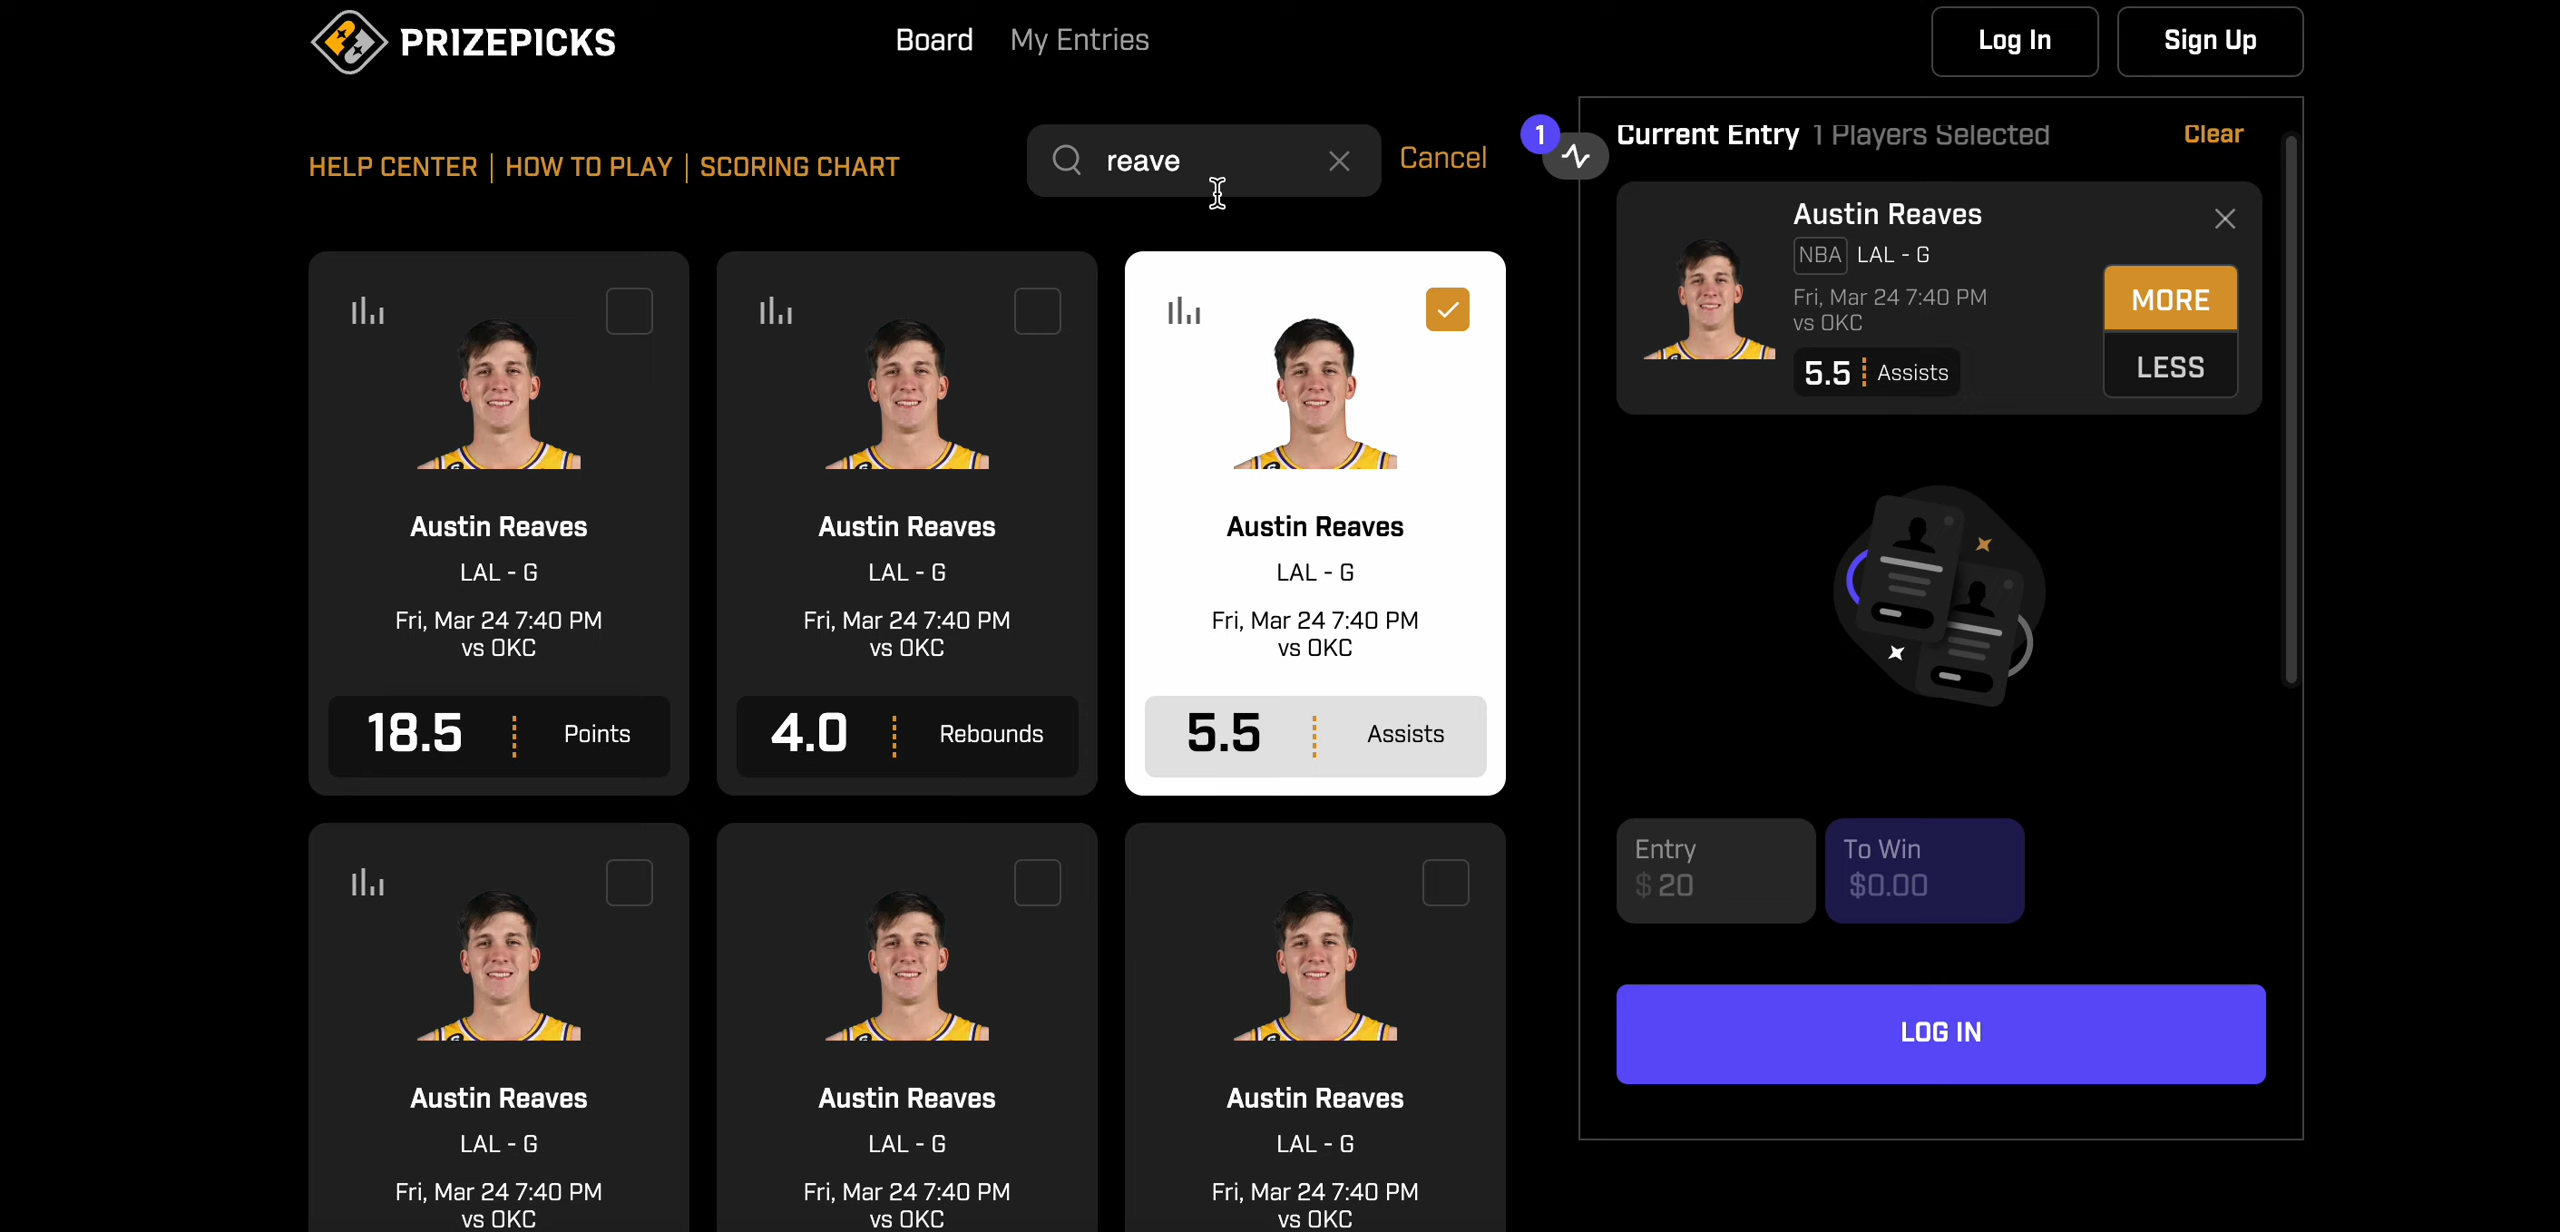 PRIZEPICKS
Board My Entries
Log In Sign Up
HELP CENTER | HOW TO PLAY | SCORING CHART
reave
Cancel
Austin Reaves
LAL - G
Fri, Mar 24 7:40 PM
vs OKC
18.5 Points
Austin Reaves
LAL - G
Fri, Mar 24 7:40 PM
vs OKC
4.0 Rebounds
Austin Reaves
LAL - G
Fri, Mar 24 7:40 PM
vs OKC
5.5 Assists
Austin Reaves
LAL - G
Fri, Mar 24 7:40 PM
vs OKC
Austin Reaves
LAL - G
Fri, Mar 24 7:40 PM
vs OKC
Austin Reaves
LAL - G
Fri, Mar 24 7:40 PM
vs OKC
1
Current Entry 1 Players Selected Clear
Austin Reaves
NBA LAL - G
Fri, Mar 24 7:40 PM
vs OKC
5.5 Assists
MORE
LESS
Entry
$ 20
To Win
$0.00
LOG IN